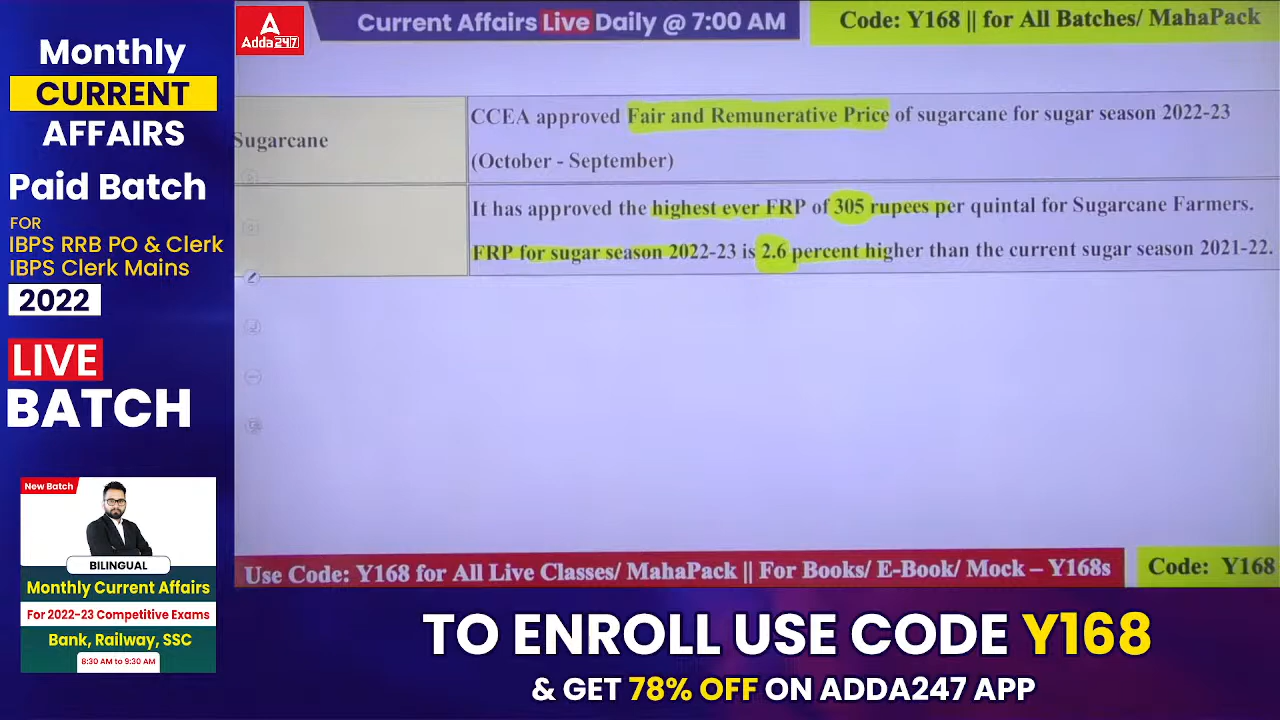 Monthly
CURRENT
AFFAIRS
Paid Batch
FOR
IBPS RRB PO & Clerk
IBPS Clerk Mains
2022
LIVE
BATCH
New Batch
BILINGUAL
Monthly Current Affairs
For 2022-23 Competitive Exams
Bank, Railway, SSC
8:30 AM to 9:30 AM
Adda247
Current Affairs Live Daily @ 7:00 AM
Code: Y168 || for All Batches/ MahaPack
Sugarcane
CCEA approved Fair and Remunerative Price of sugarcane for sugar season 2022-23
(October - September)
It has approved the highest ever FRP of 305 rupees per quintal for Sugarcane Farmers.
FRP for sugar season 2022-23 is 2.6 percent higher than the current sugar season 2021-22.
Use Code: Y168 for All Live Classes/ MahaPack || For Books/ E-Book/ Mock – Y168s
Code: Y168
TO ENROLL USE CODE Y168
& GET 78% OFF ON ADDA247 APP